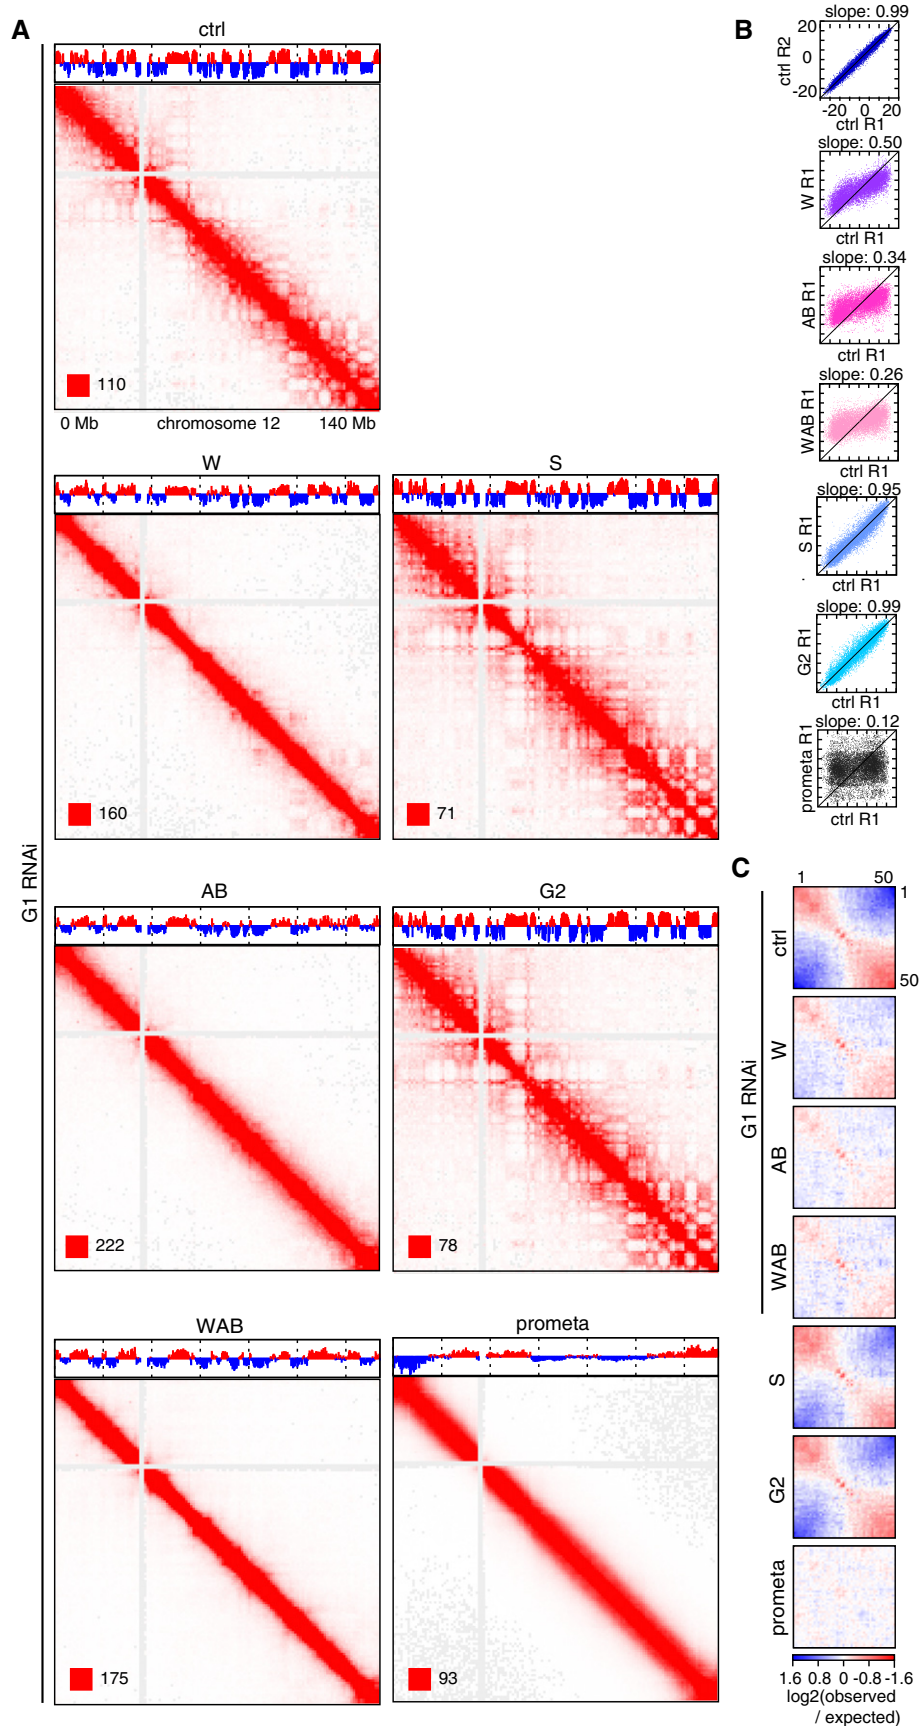 A
ctrl
110
0 Mb chromosome 12 140 Mb
G1 RNAi
W
160
S
71
AB
222
G2
78
WAB
175
prometa
93
B
slope: 0.99
ctrl R2
20
0
-20
-20 0 20
ctrl R1
slope: 0.50
W R1
ctrl R1
slope: 0.34
AB R1
ctrl R1
slope: 0.26
WAB R1
ctrl R1
slope: 0.95
S R1
ctrl R1
slope: 0.99
G2 R1
ctrl R1
slope: 0.12
prometa R1
ctrl R1
C
1 50
1
50
G1 RNAi
ctrl
W
AB
WAB
S
G2
prometa
1.6 0.8 0 -0.8 -1.6
log2(observed
/ expected)